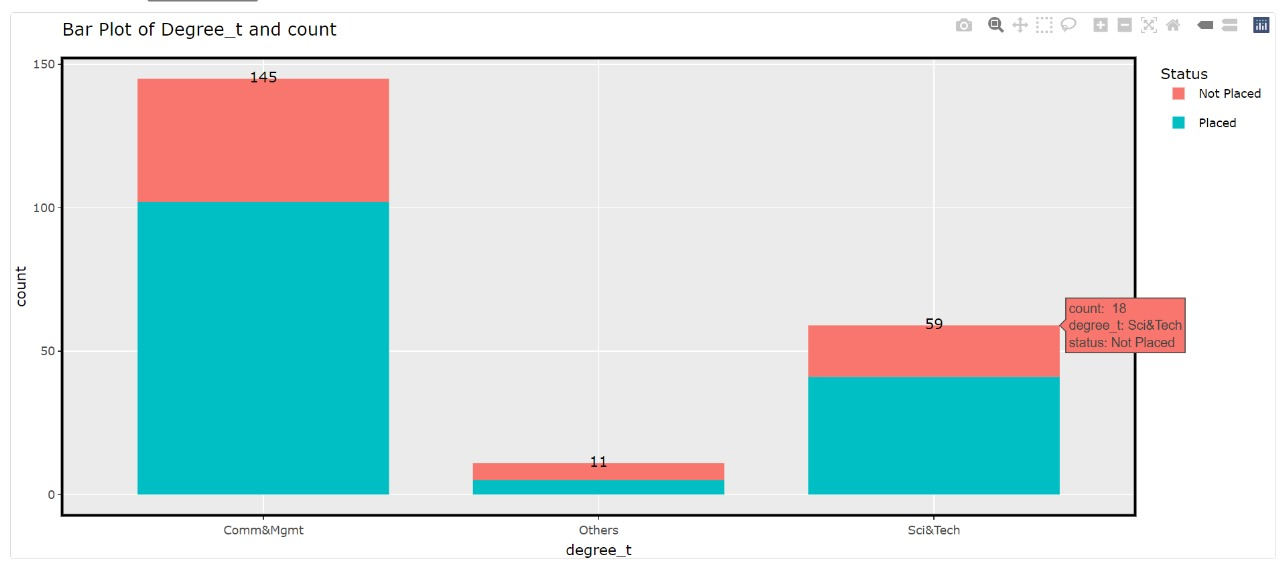 Bar Plot of Degree_t and count
Status
Not Placed
Placed
150
100
50
0
count
145
11
59
count: 18
degree_t: Sci&Tech
status: Not Placed
Comm&Mgmt
Others
Sci&Tech
degree_t